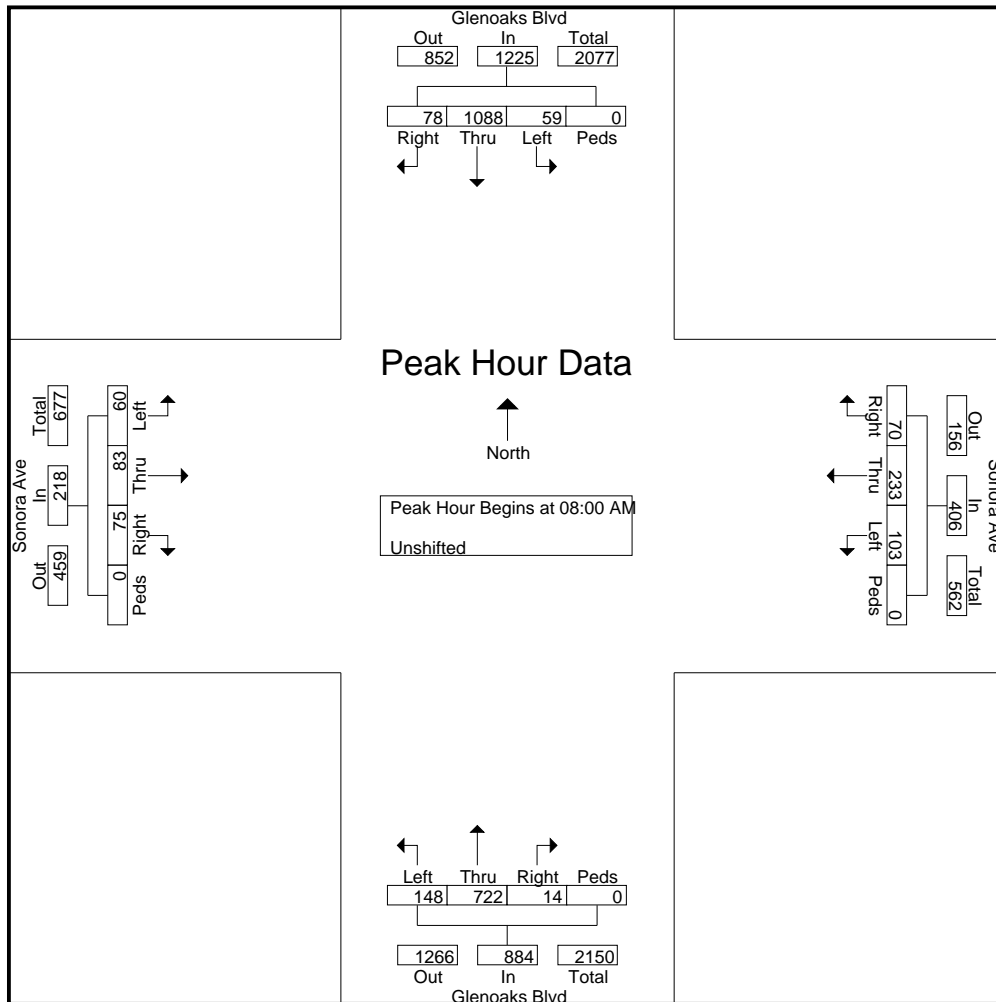 Glenoaks Blvd
Out In Total
852 1225 2077
78 1088 59 0
Right Thru Left Peds
Peak Hour Data
North
Peak Hour Begins at 08:00 AM
Unshifted
Sonora Ave
Total In Out
677 218 459
60 83 75 0
Left Thru Right Peds
Sonora Ave
Out In Total
156 406 562
70 233 103 0
Right Thru Left Peds
Left Thru Right Peds
148 722 14 0
1266 884 2150
Out In Total
Glenoaks Blvd